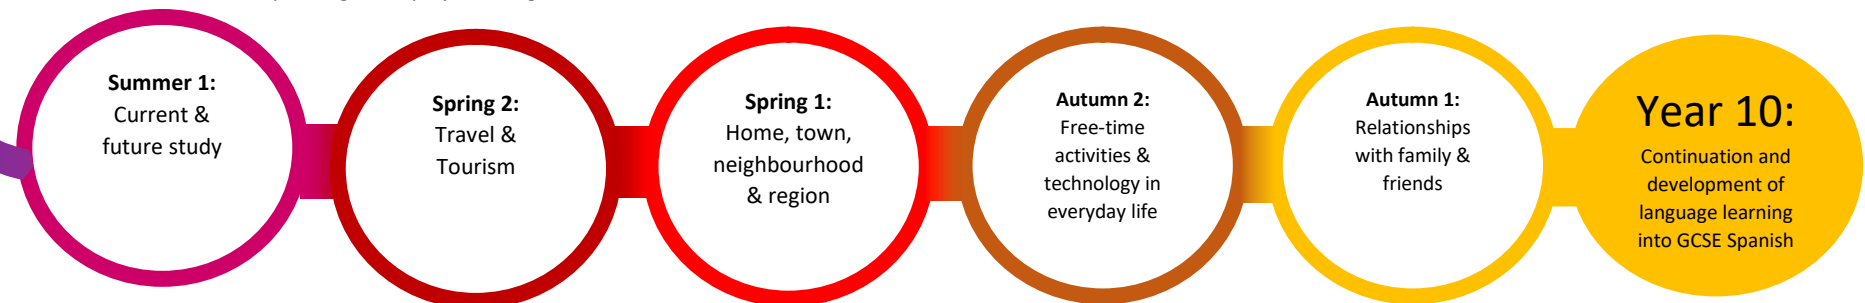 Summer 1:
Current &
future study
Spring 2:
Travel &
Tourism
Spring 1:
Home, town,
neighbourhood
& region
Autumn 2:
Free-time
activities &
technology in
everyday life
Autumn 1:
Relationships
with family &
friends
Year 10:
Continuation and
development of
language learning
into GCSE Spanish